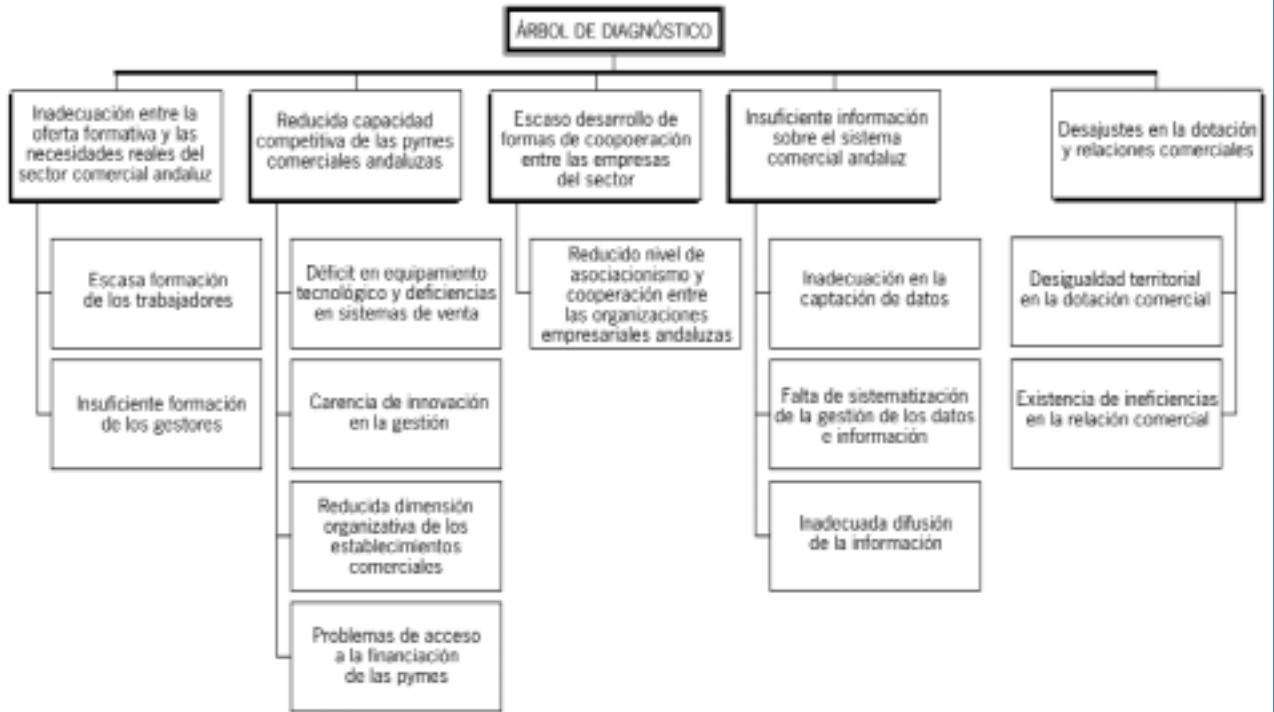 ÁRBOL DE DIAGNÓSTICO
Inadecuación entre la
oferta formativa y las
necesidades reales del
sector comercial andaluz
Escasa formación
de los trabajadores
Insuficiente formación
de los gestores
Reducida capacidad
competitiva de las pymes
comerciales andaluzas
Déficit en equipamiento
tecnológico y deficiencias
en sistemas de venta
Carencia de innovación
en la gestión
Reducida dimensión
organizativa de los
establecimientos
comerciales
Problemas de acceso
a la financiación
de las pymes
Escaso desarrollo de
formas de coopoeración
entre las empresas
del sector
Reducido nivel de
asociacionismo y
cooperación entre
las organizaciones
empresariales andaluzas
Insuficiente información
sobre el sistema
comercial andaluz
Inadecuación en la
captación de datos
Falta de sistematización
de la gestión de los datos
e información
Inadecuada difusión
de la información
Desajustes en la dotación
y relaciones comerciales
Desigualdad territorial
en la dotación comercial
Existencia de ineficiencias
en la relación comercial